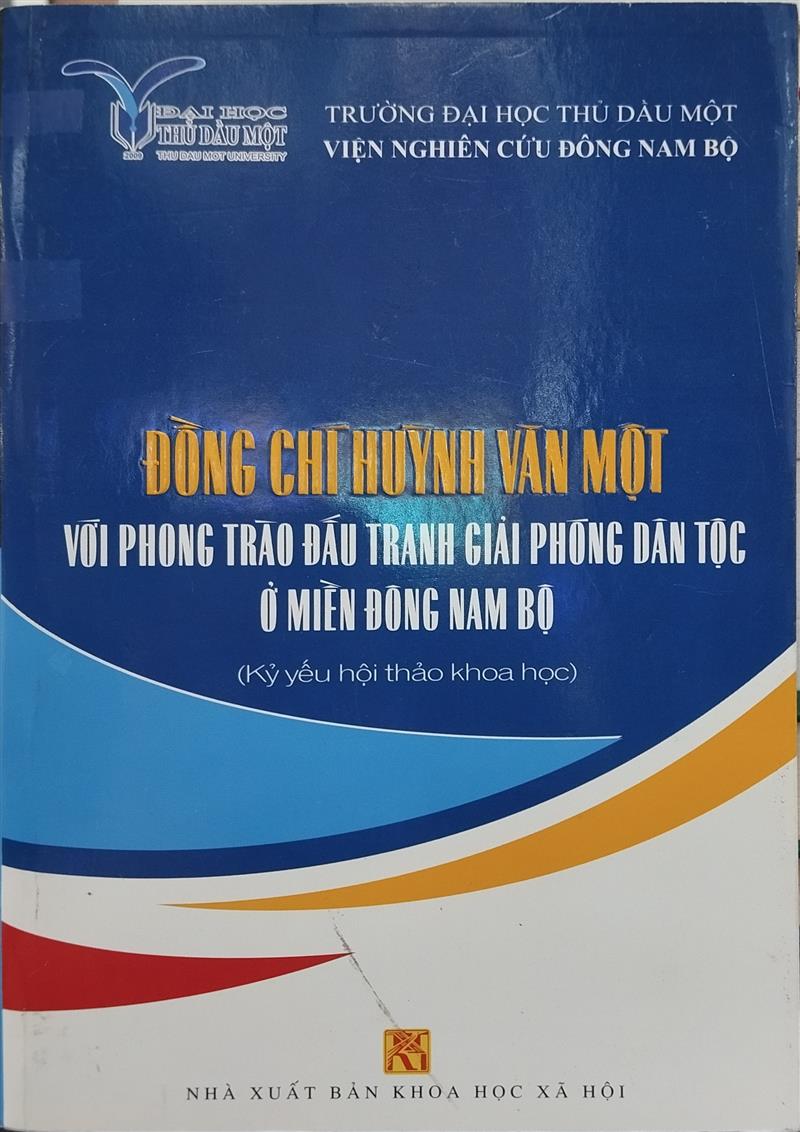 ĐẠI HỌC
THỦ DẦU MỘT
2009 THU DAU MOT UNIVERSITY
TRƯỜNG ĐẠI HỌC THỦ DẦU MỘT
VIỆN NGHIÊN CỨU ĐÔNG NAM BỘ
ĐỒNG CHÍ HUỲNH VĂN MỘT
VỚI PHONG TRÀO ĐẤU TRANH GIẢI PHÓNG DÂN TỘC
Ở MIỀN ĐÔNG NAM BỘ
(Kỷ yếu hội thảo khoa học)
NHÀ XUẤT BẢN KHOA HỌC XÃ HỘI